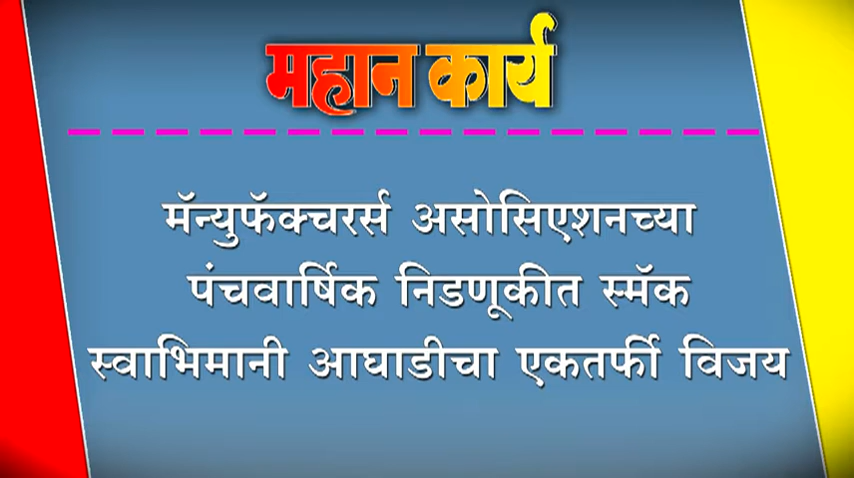 महान कार्य
मॅन्युफॅक्चरर्स असोसिएशनच्या
पंचवार्षिक निडणूकीत स्मॅक
स्वाभिमानी आघाडीचा एकतर्फी विजय